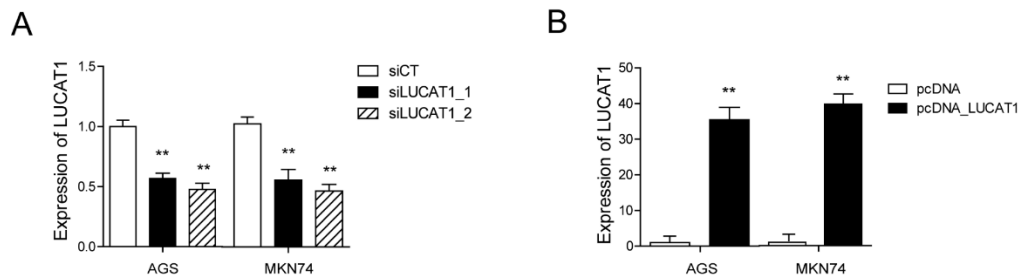 A
Expression of LUCAT1
1.5
1.0
0.5
0.0
**
**
**
**
AGS
MKN74
siCT
siLUCAT1_1
siLUCAT1_2
B
Expression of LUCAT1
50
40
30
20
10
0
**
**
AGS
MKN74
pcDNA
pcDNA_LUCAT1